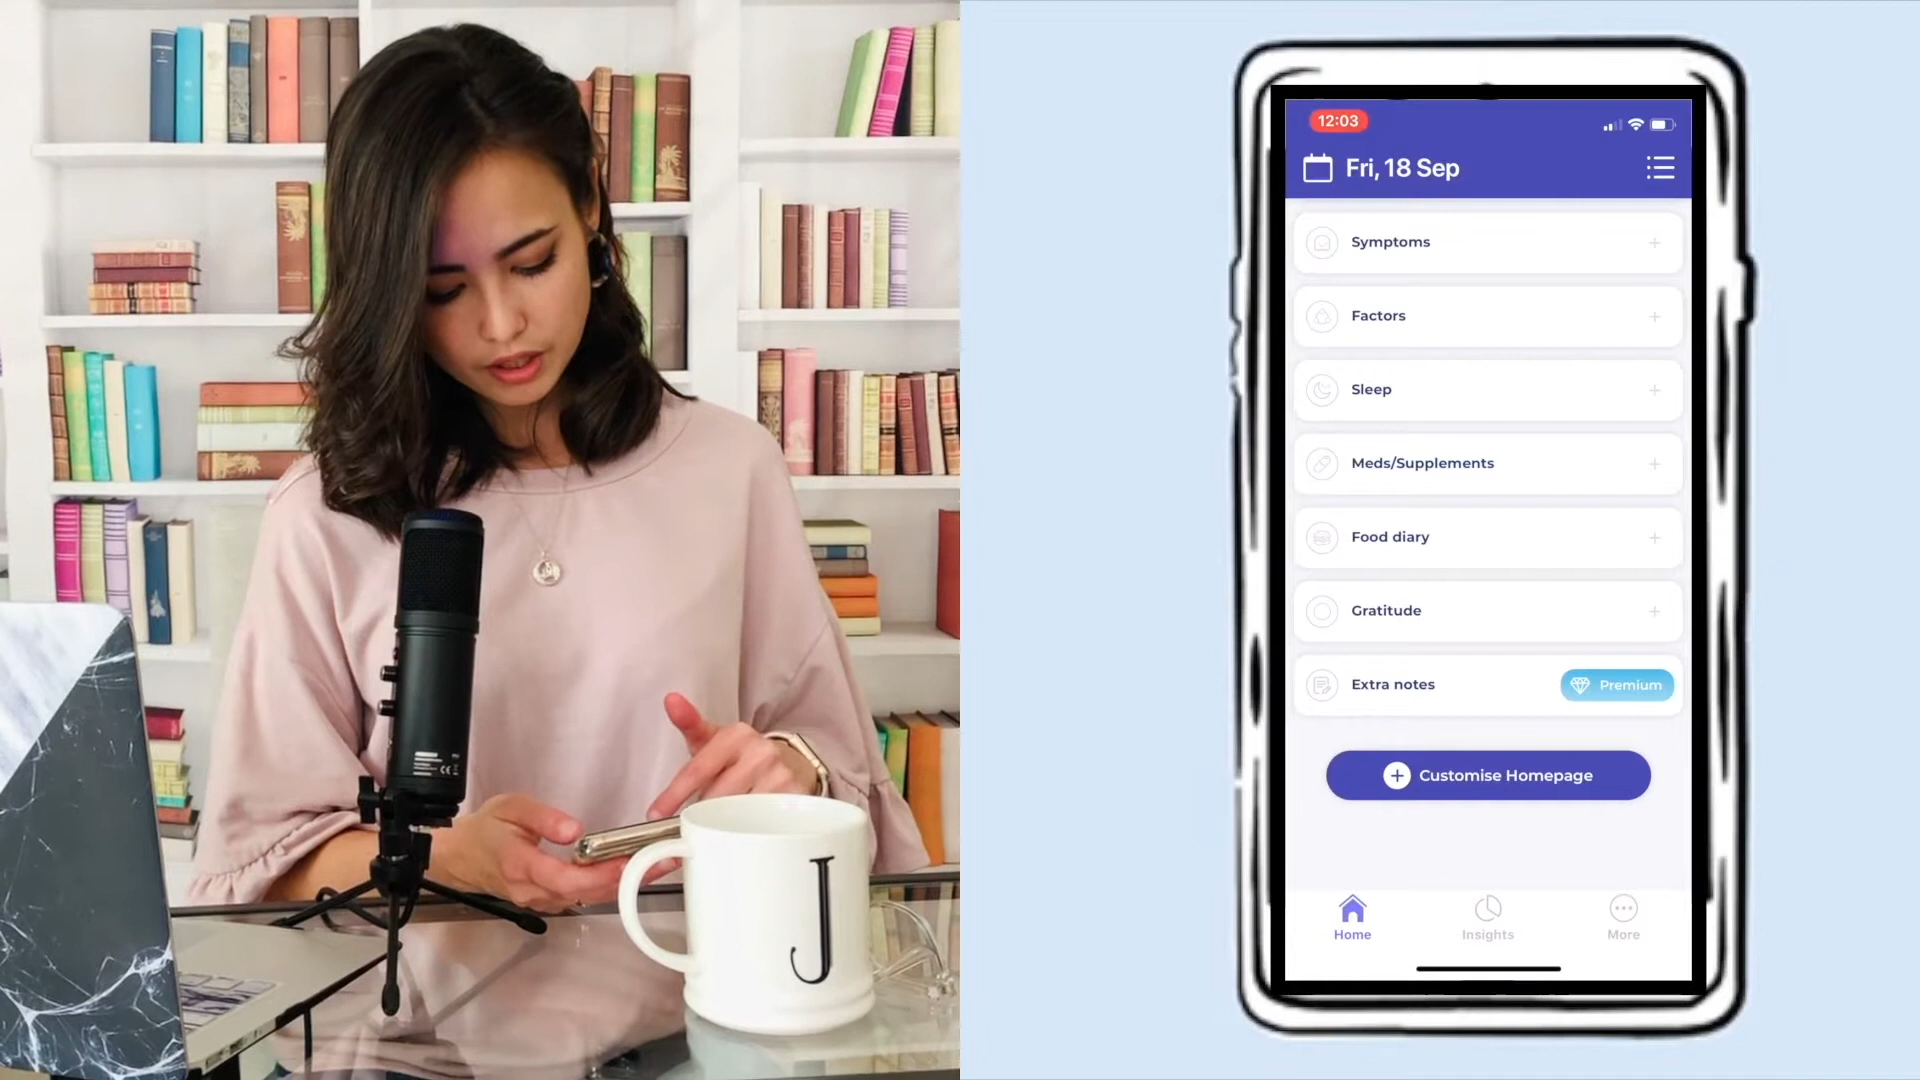 J
12:03
Fri, 18 Sep
Symptoms
Factors
Sleep
Meds/Supplements
Food diary
Gratitude
Extra notes
Premium
Customise Homepage
Home
Insights
More